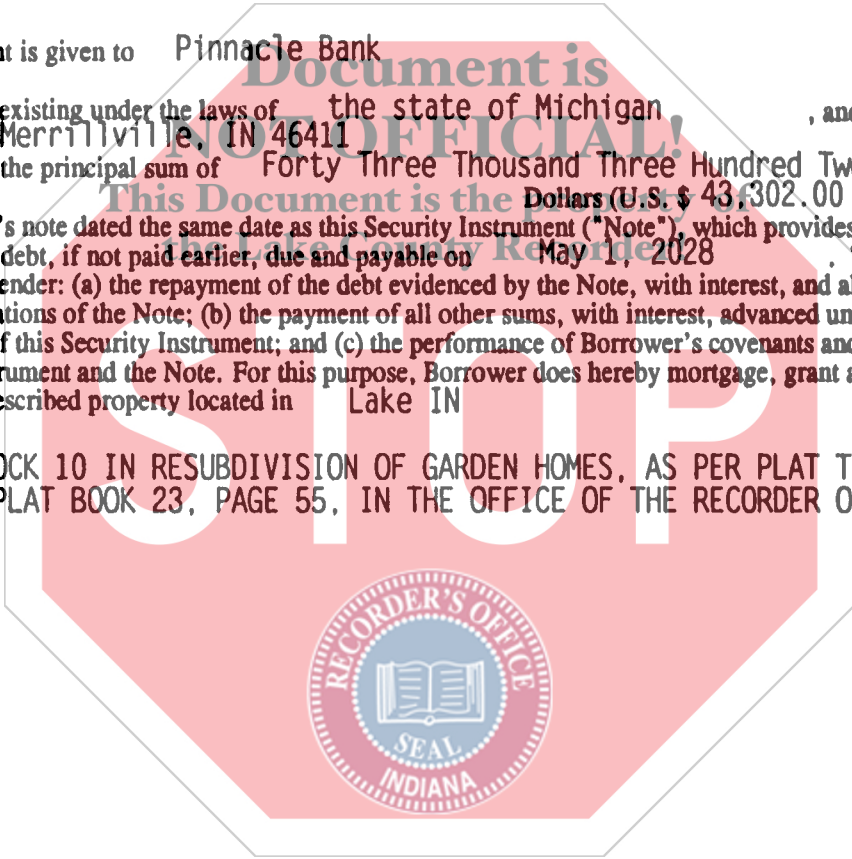 nt is given to Pinnacle Bank
Document is
existing under the laws of the state of Michigan , and
Merrillville, IN 46411
NOT OFFICIAL!
the principal sum of Forty Three Thousand Three Hundred Tw
This Document is the property of
Dollars (U.S. $ 43,302.00
's note dated the same date as this Security Instrument ("Note"), which provides
the Lake County Recorder!
debt, if not paid earlier, due and payable on May 1, 2028 .
ender: (a) the repayment of the debt evidenced by the Note, with interest, and al
tions of the Note; (b) the payment of all other sums, with interest, advanced un
f this Security Instrument; and (c) the performance of Borrower's covenants and
rument and the Note. For this purpose, Borrower does hereby mortgage, grant a
escribed property located in Lake IN
STOP
OCK 10 IN RESUBDIVISION OF GARDEN HOMES, AS PER PLAT T
PLAT BOOK 23, PAGE 55, IN THE OFFICE OF THE RECORDER O
RECORDER'S OFFICE
SEAL
INDIANA